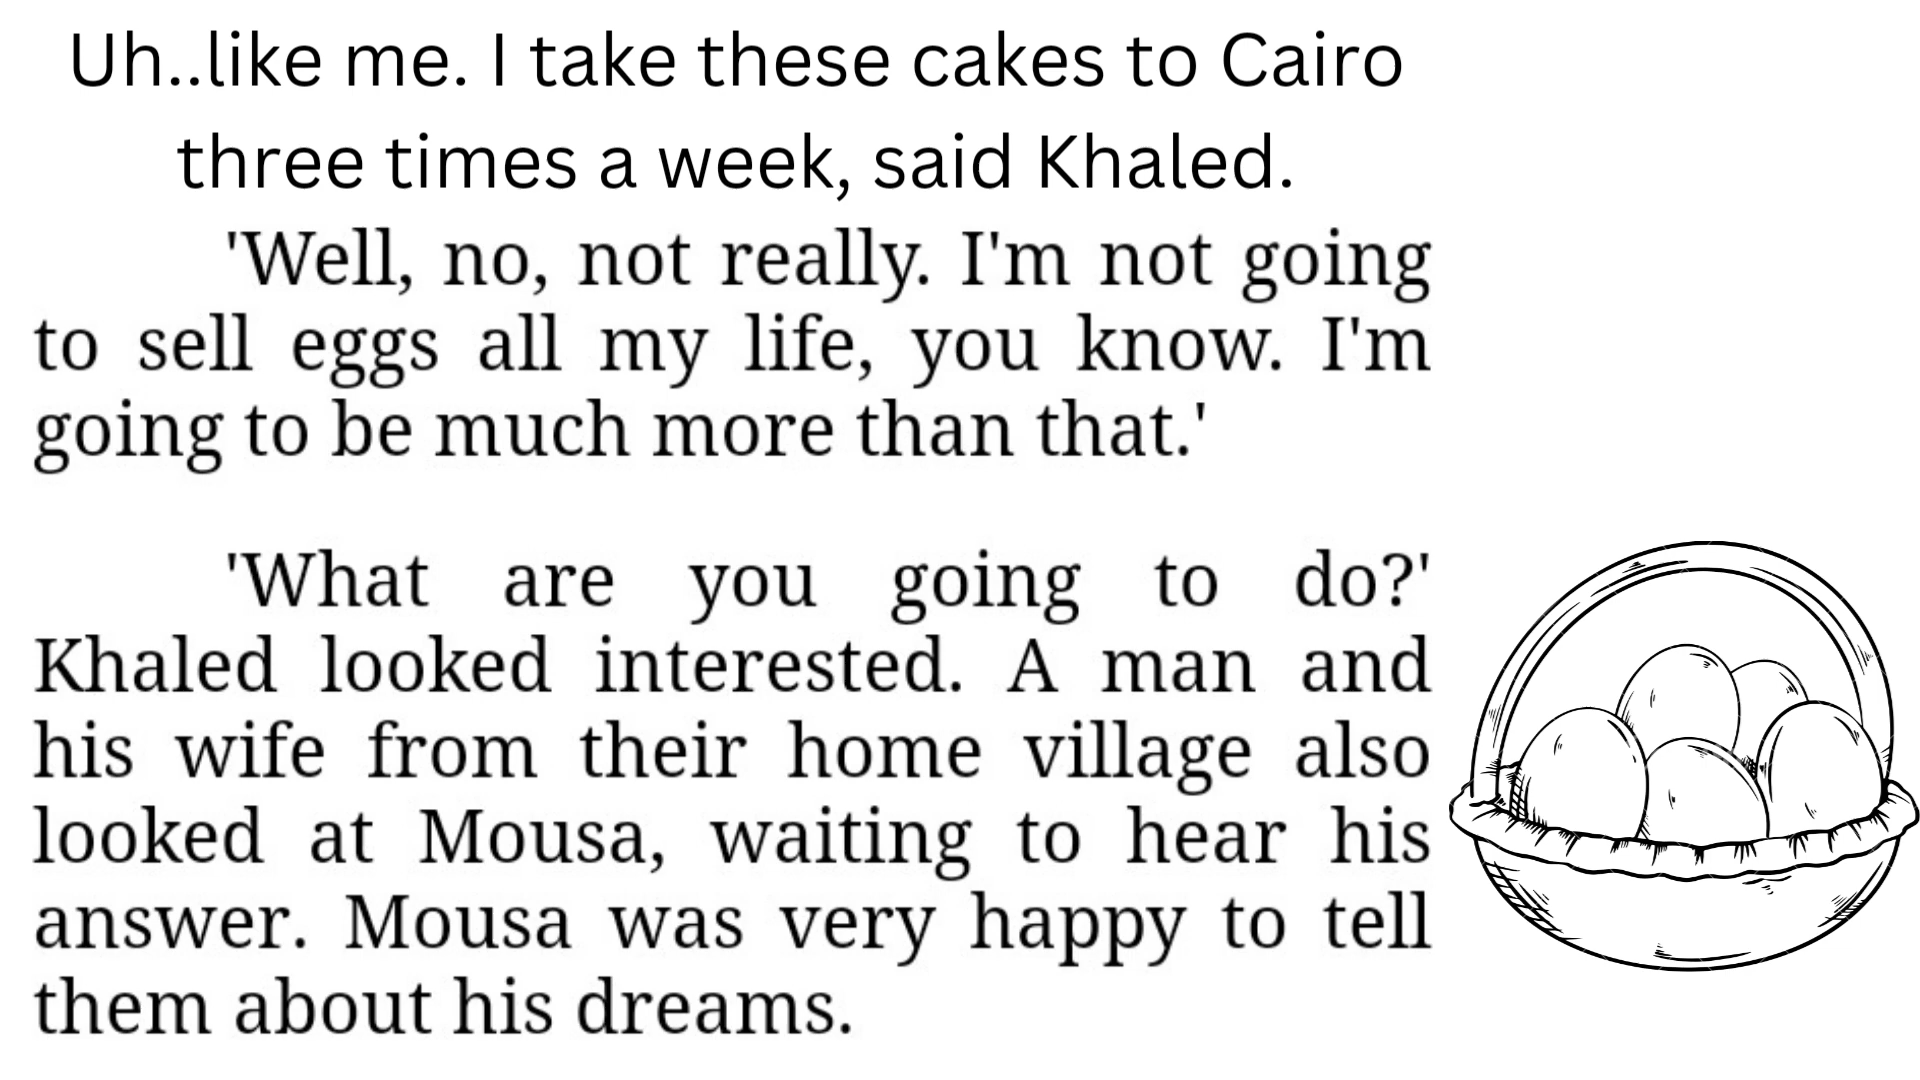 Uh..like me. I take these cakes to Cairo
three times a week, said Khaled.
'Well, no, not really. I'm not going
to sell eggs all my life, you know. I'm
going to be much more than that.'
'What are you going to do?'
Khaled looked interested. A man and
his wife from their home village also
looked at Mousa, waiting to hear his
answer. Mousa was very happy to tell
them about his dreams.